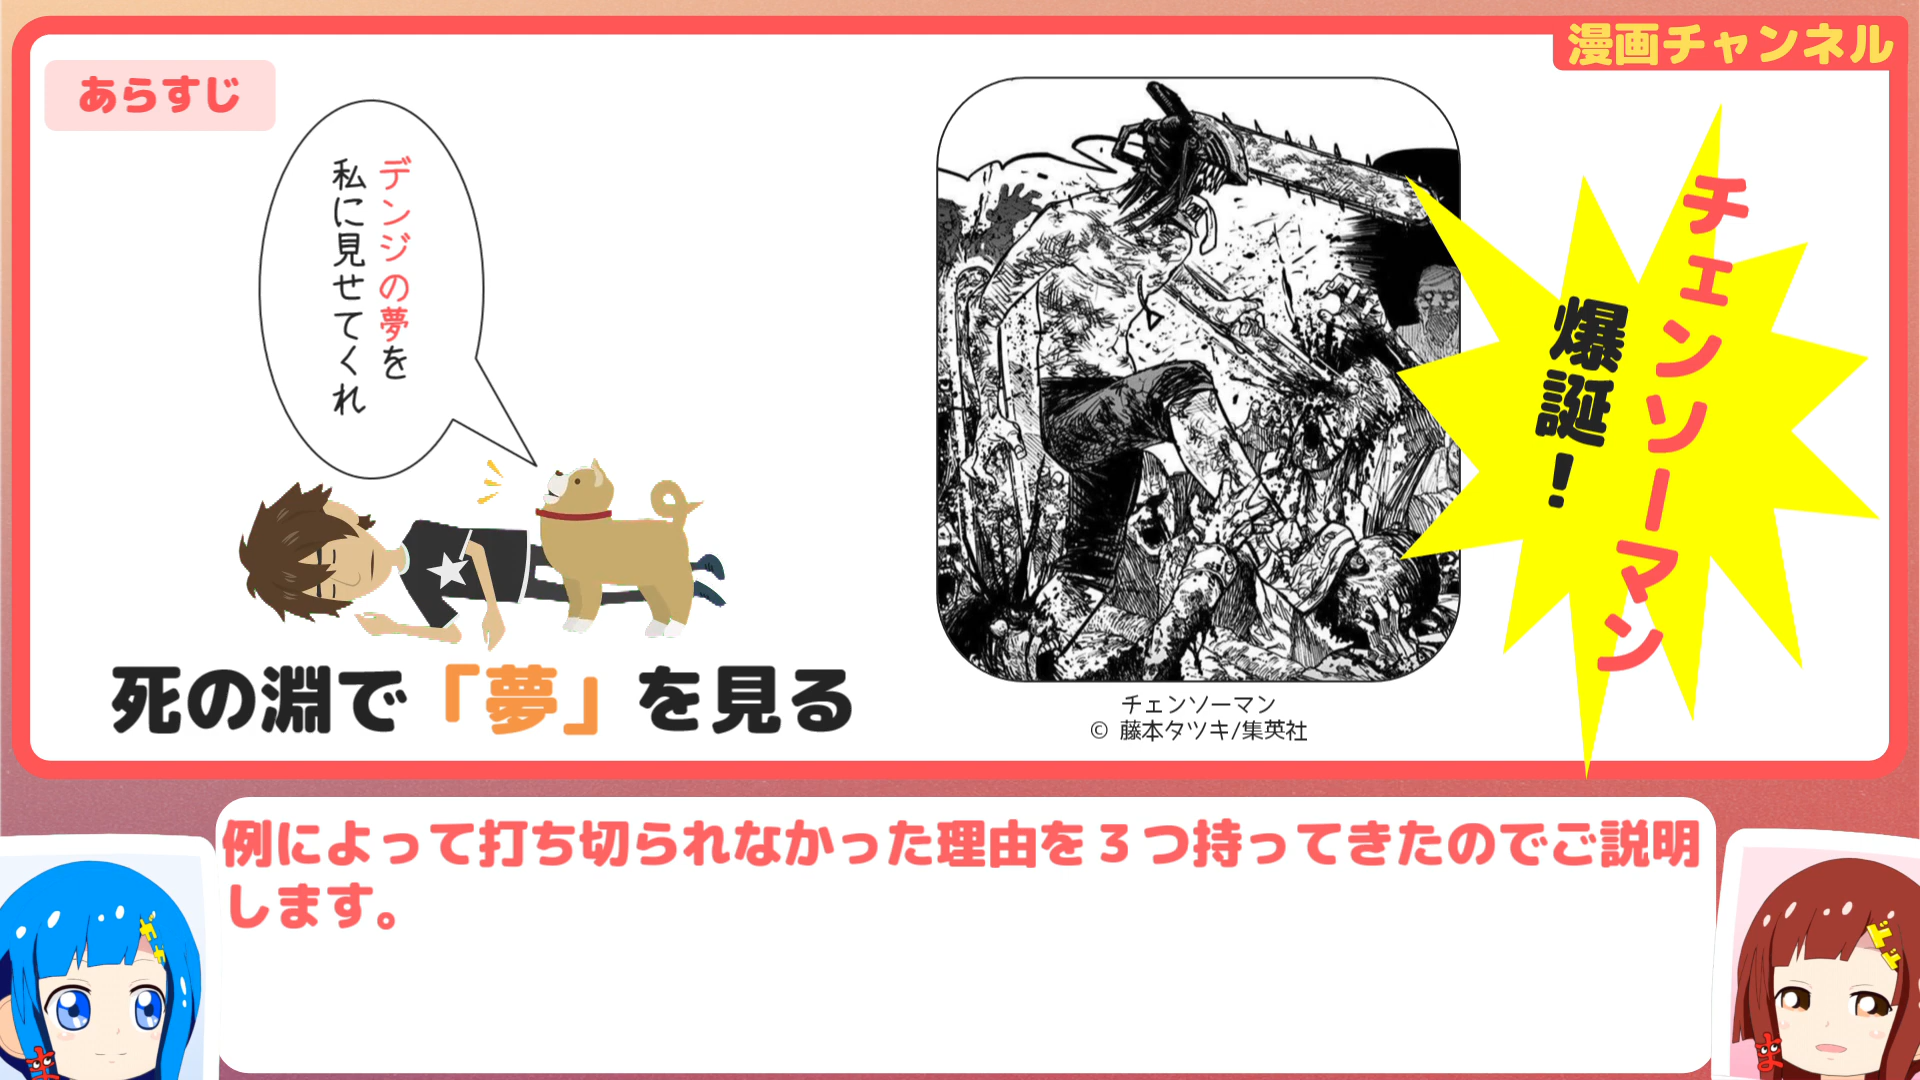 漫画チャンネル
あらすじ
デンジの夢を
私に見せてくれ
死の淵で「夢」を見る
チェンソーマン
© 藤本タツキ/集英社
チェンソーマン
爆誕!
例によって打ち切られなかった理由を3つ持ってきたのでご説明
します。